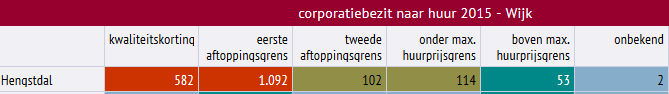 corporatiebezit naar huur 2015 - Wijk
kwaliteitskorting eerste aftoppingsgrens tweede aftoppingsgrens onder max. huurprijsgrens boven max. huurprijsgrens onbekend
Hengstdal 582 1.092 102 114 53 2